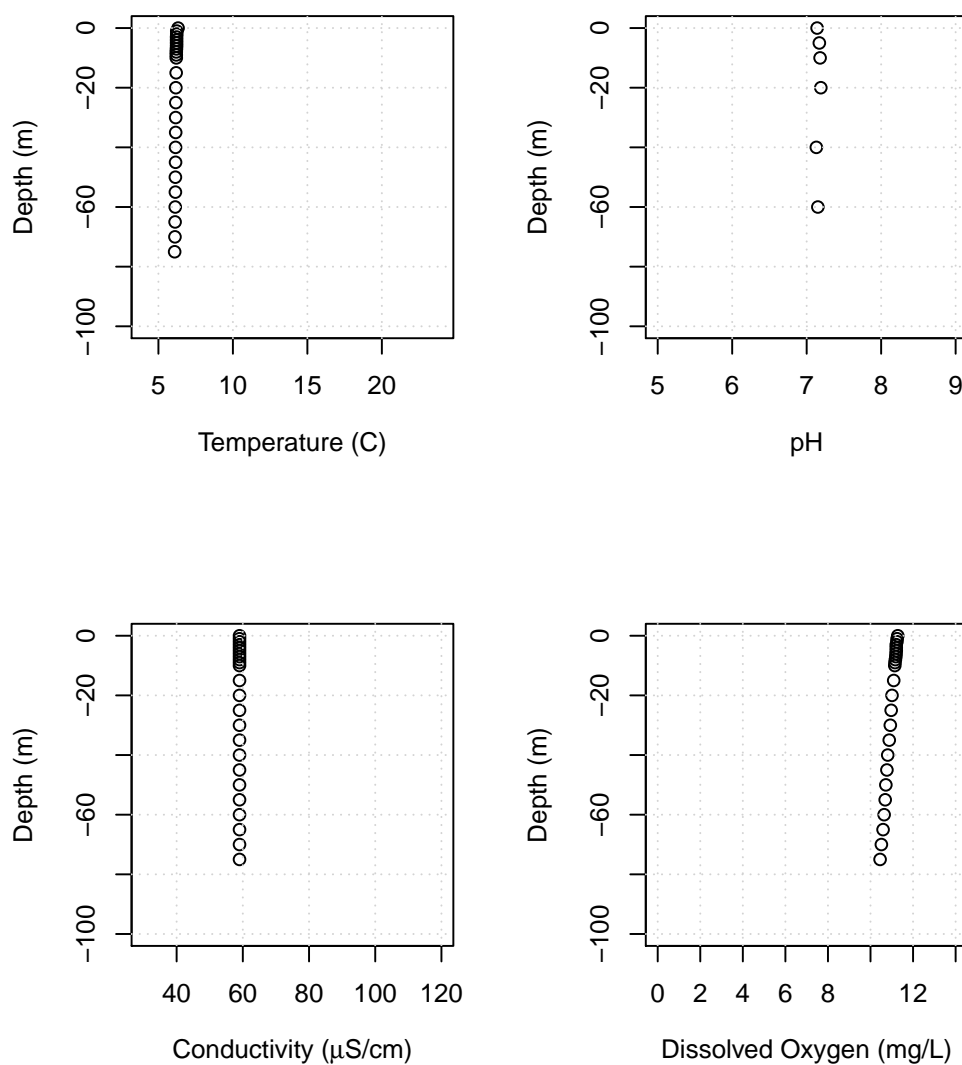 0
−20
−60
−100
Depth (m)
5 10 15 20
Temperature (C)
0
−20
−60
−100
Depth (m)
5 6 7 8 9
pH
0
−20
−60
−100
Depth (m)
40 60 80 100 120
Conductivity (μS/cm)
0
−20
−60
−100
Depth (m)
0 2 4 6 8 12
Dissolved Oxygen (mg/L)